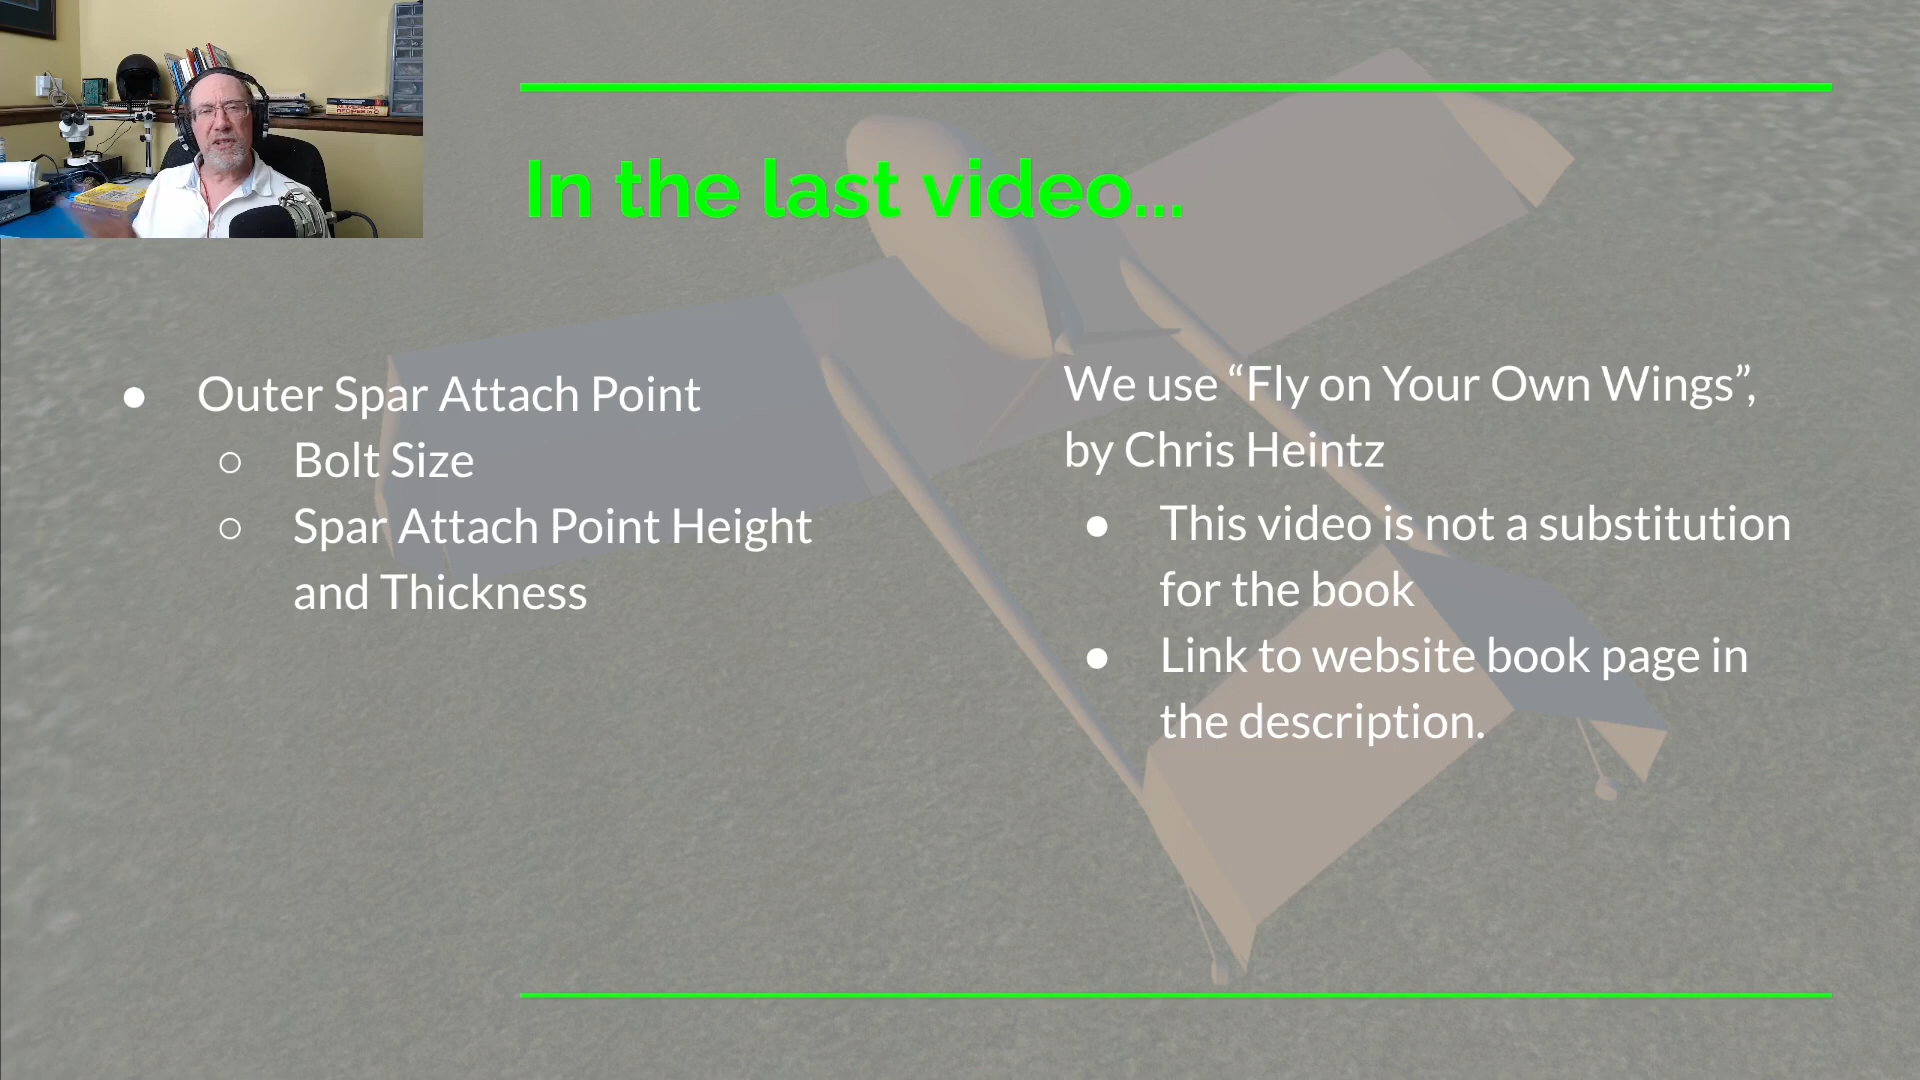 In the last video...
● Outer Spar Attach Point
○ Bolt Size
○ Spar Attach Point Height
and Thickness
We use “Fly on Your Own Wings”,
by Chris Heintz
● This video is not a substitution
for the book
● Link to website book page in
the description.